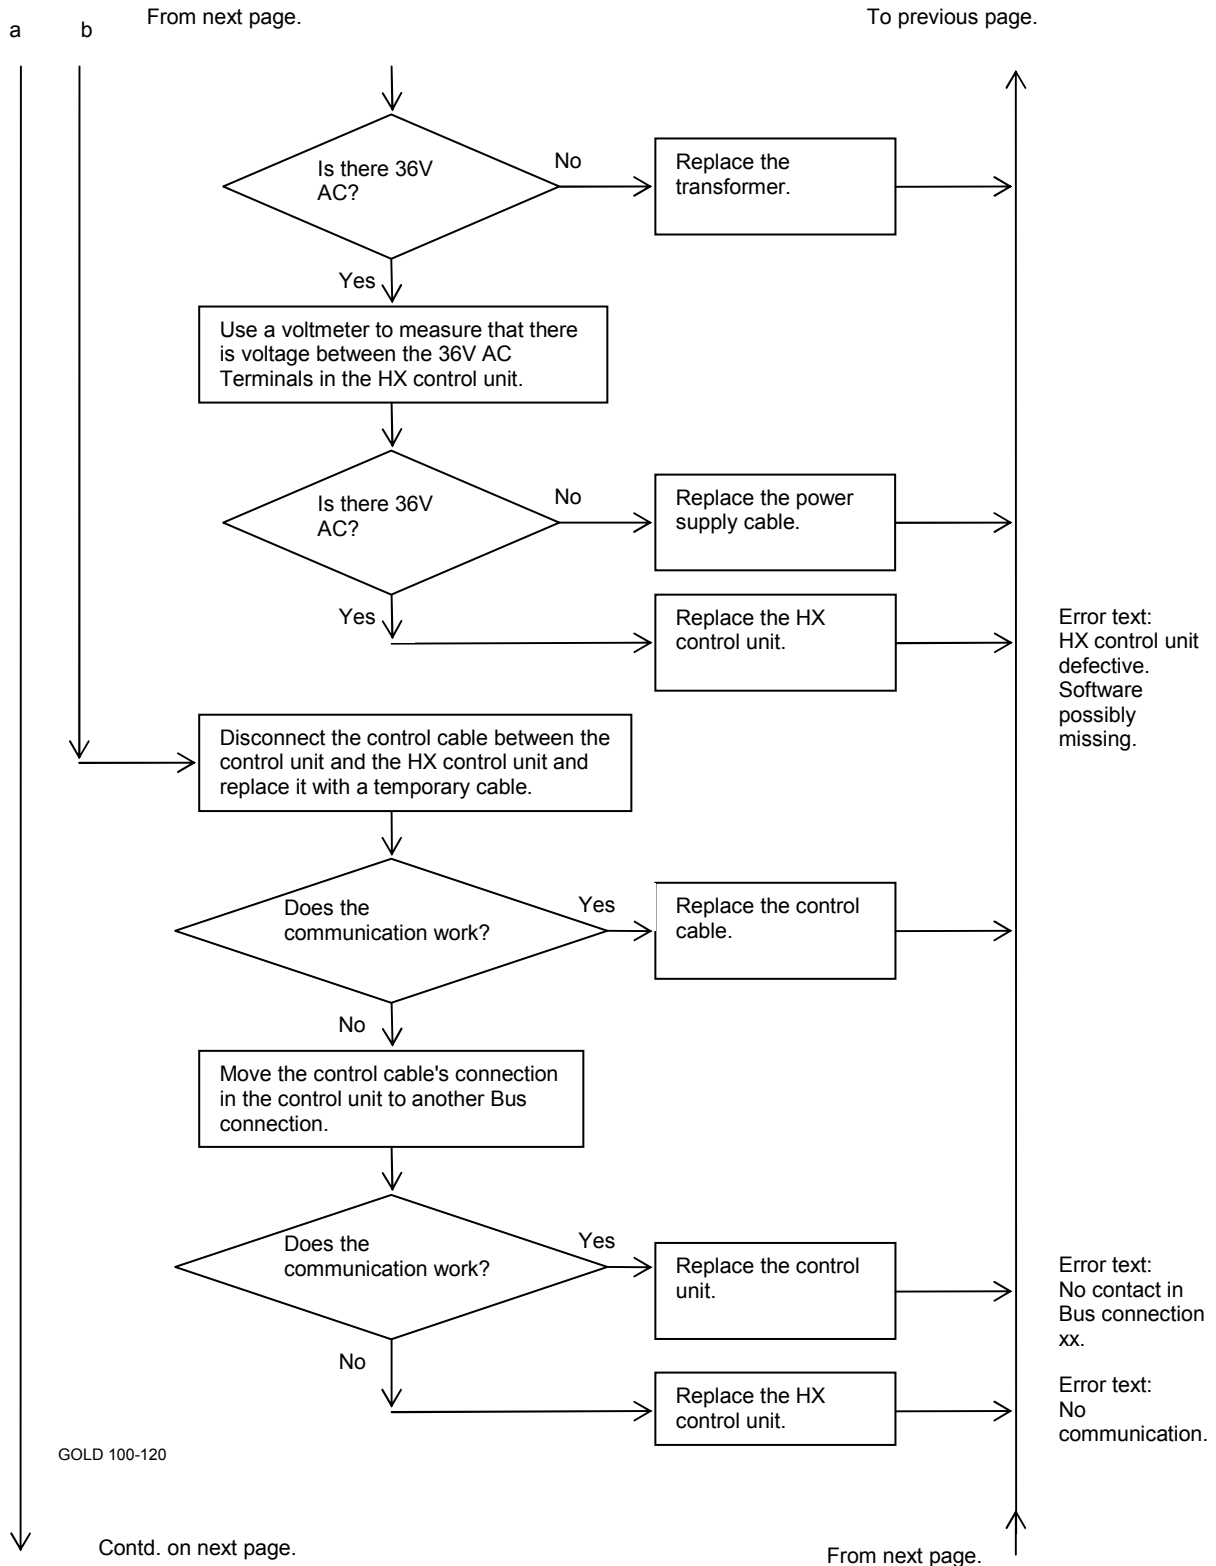 From next page.
To previous page.
a
b
Is there 36V
AC?
No
Replace the
transformer.
Yes
Use a voltmeter to measure that there
is voltage between the 36V AC
Terminals in the HX control unit.
Is there 36V
AC?
No
Replace the power
supply cable.
Yes
Replace the HX
control unit.
Error text:
HX control unit
defective.
Software
possibly
missing.
Disconnect the control cable between the
control unit and the HX control unit and
replace it with a temporary cable.
Does the
communication work?
Yes
Replace the control
cable.
No
Move the control cable's connection
in the control unit to another Bus
connection.
Does the
communication work?
Yes
Replace the control
unit.
Error text:
No contact in
Bus connection
xx.
No
Replace the HX
control unit.
Error text:
No
communication.
GOLD 100-120
Contd. on next page.
From next page.